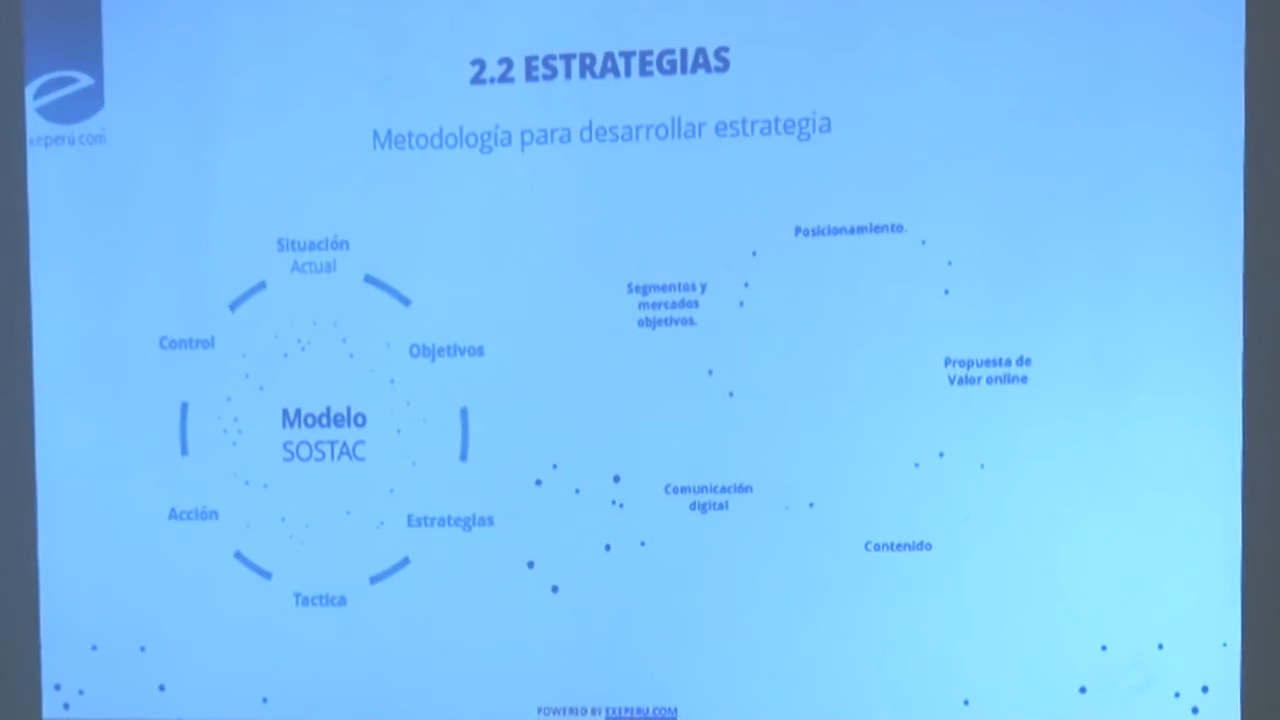 2.2 ESTRATEGIAS
exeperú.com
Metodología para desarrollar estrategia
Situación
Actual
Control
Objetivos
Modelo
SOSTAC
Acción
Estrategias
Tactica
Posicionamiento.
Segmentos y
mercados
objetivos.
Propuesta de
Valor online
Comunicación
digital
Contenido
POWERED BY EXEPERU.COM